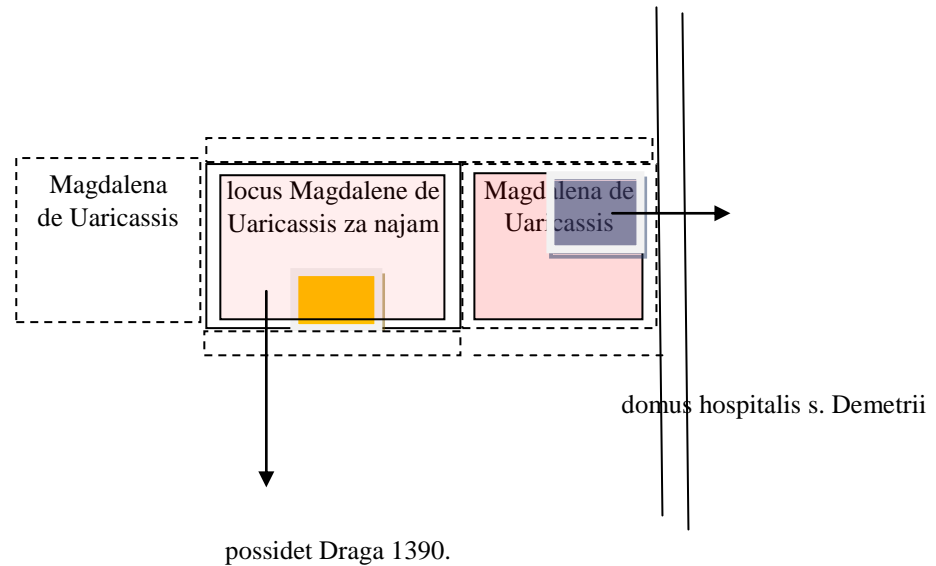 Magdalena
de Uaricassis
locus Magdalene de
Uaricassis za najam
Magdalena de
Uaricassis
domus hospitalis s. Demetrii
possidet Draga 1390.